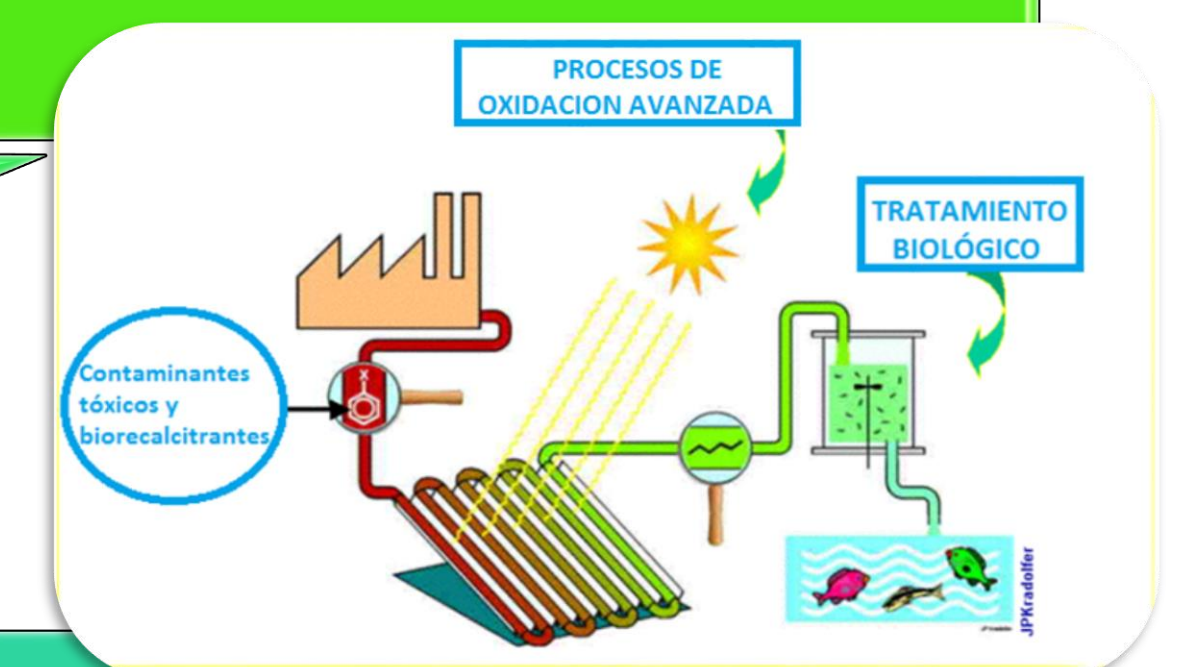 PROCESOS DE
OXIDACION AVANZADA
TRATAMIENTO
BIOLÓGICO
Contaminantes
tóxicos y
biorecalcitrantes
X
JPKradolfer